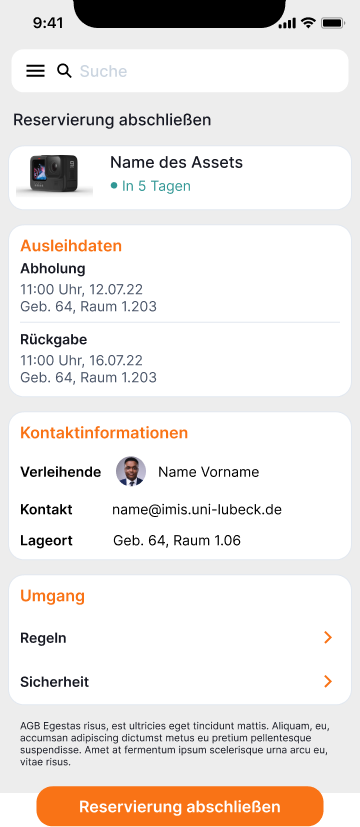 9:41
Suche
Reservierung abschließen
Name des Assets
In 5 Tagen
Ausleihdaten
Abholung
11:00 Uhr, 12.07.22
Geb. 64, Raum 1.203
Rückgabe
11:00 Uhr, 16.07.22
Geb. 64, Raum 1.203
Kontaktinformationen
Verleihende Name Vorname
Kontakt name@imis.uni-lubeck.de
Lageort Geb. 64, Raum 1.06
Umgang
Regeln
Sicherheit
AGB Egestas risus, est ultricies eget tincidunt mattis. Aliquam, eu,
accumsan adipiscing dictumst metus eu pretium pellentesque
suspendisse. Amet at fermentum ipsum scelerisque urna arcu eu,
vitae risus.
Reservierung abschließen